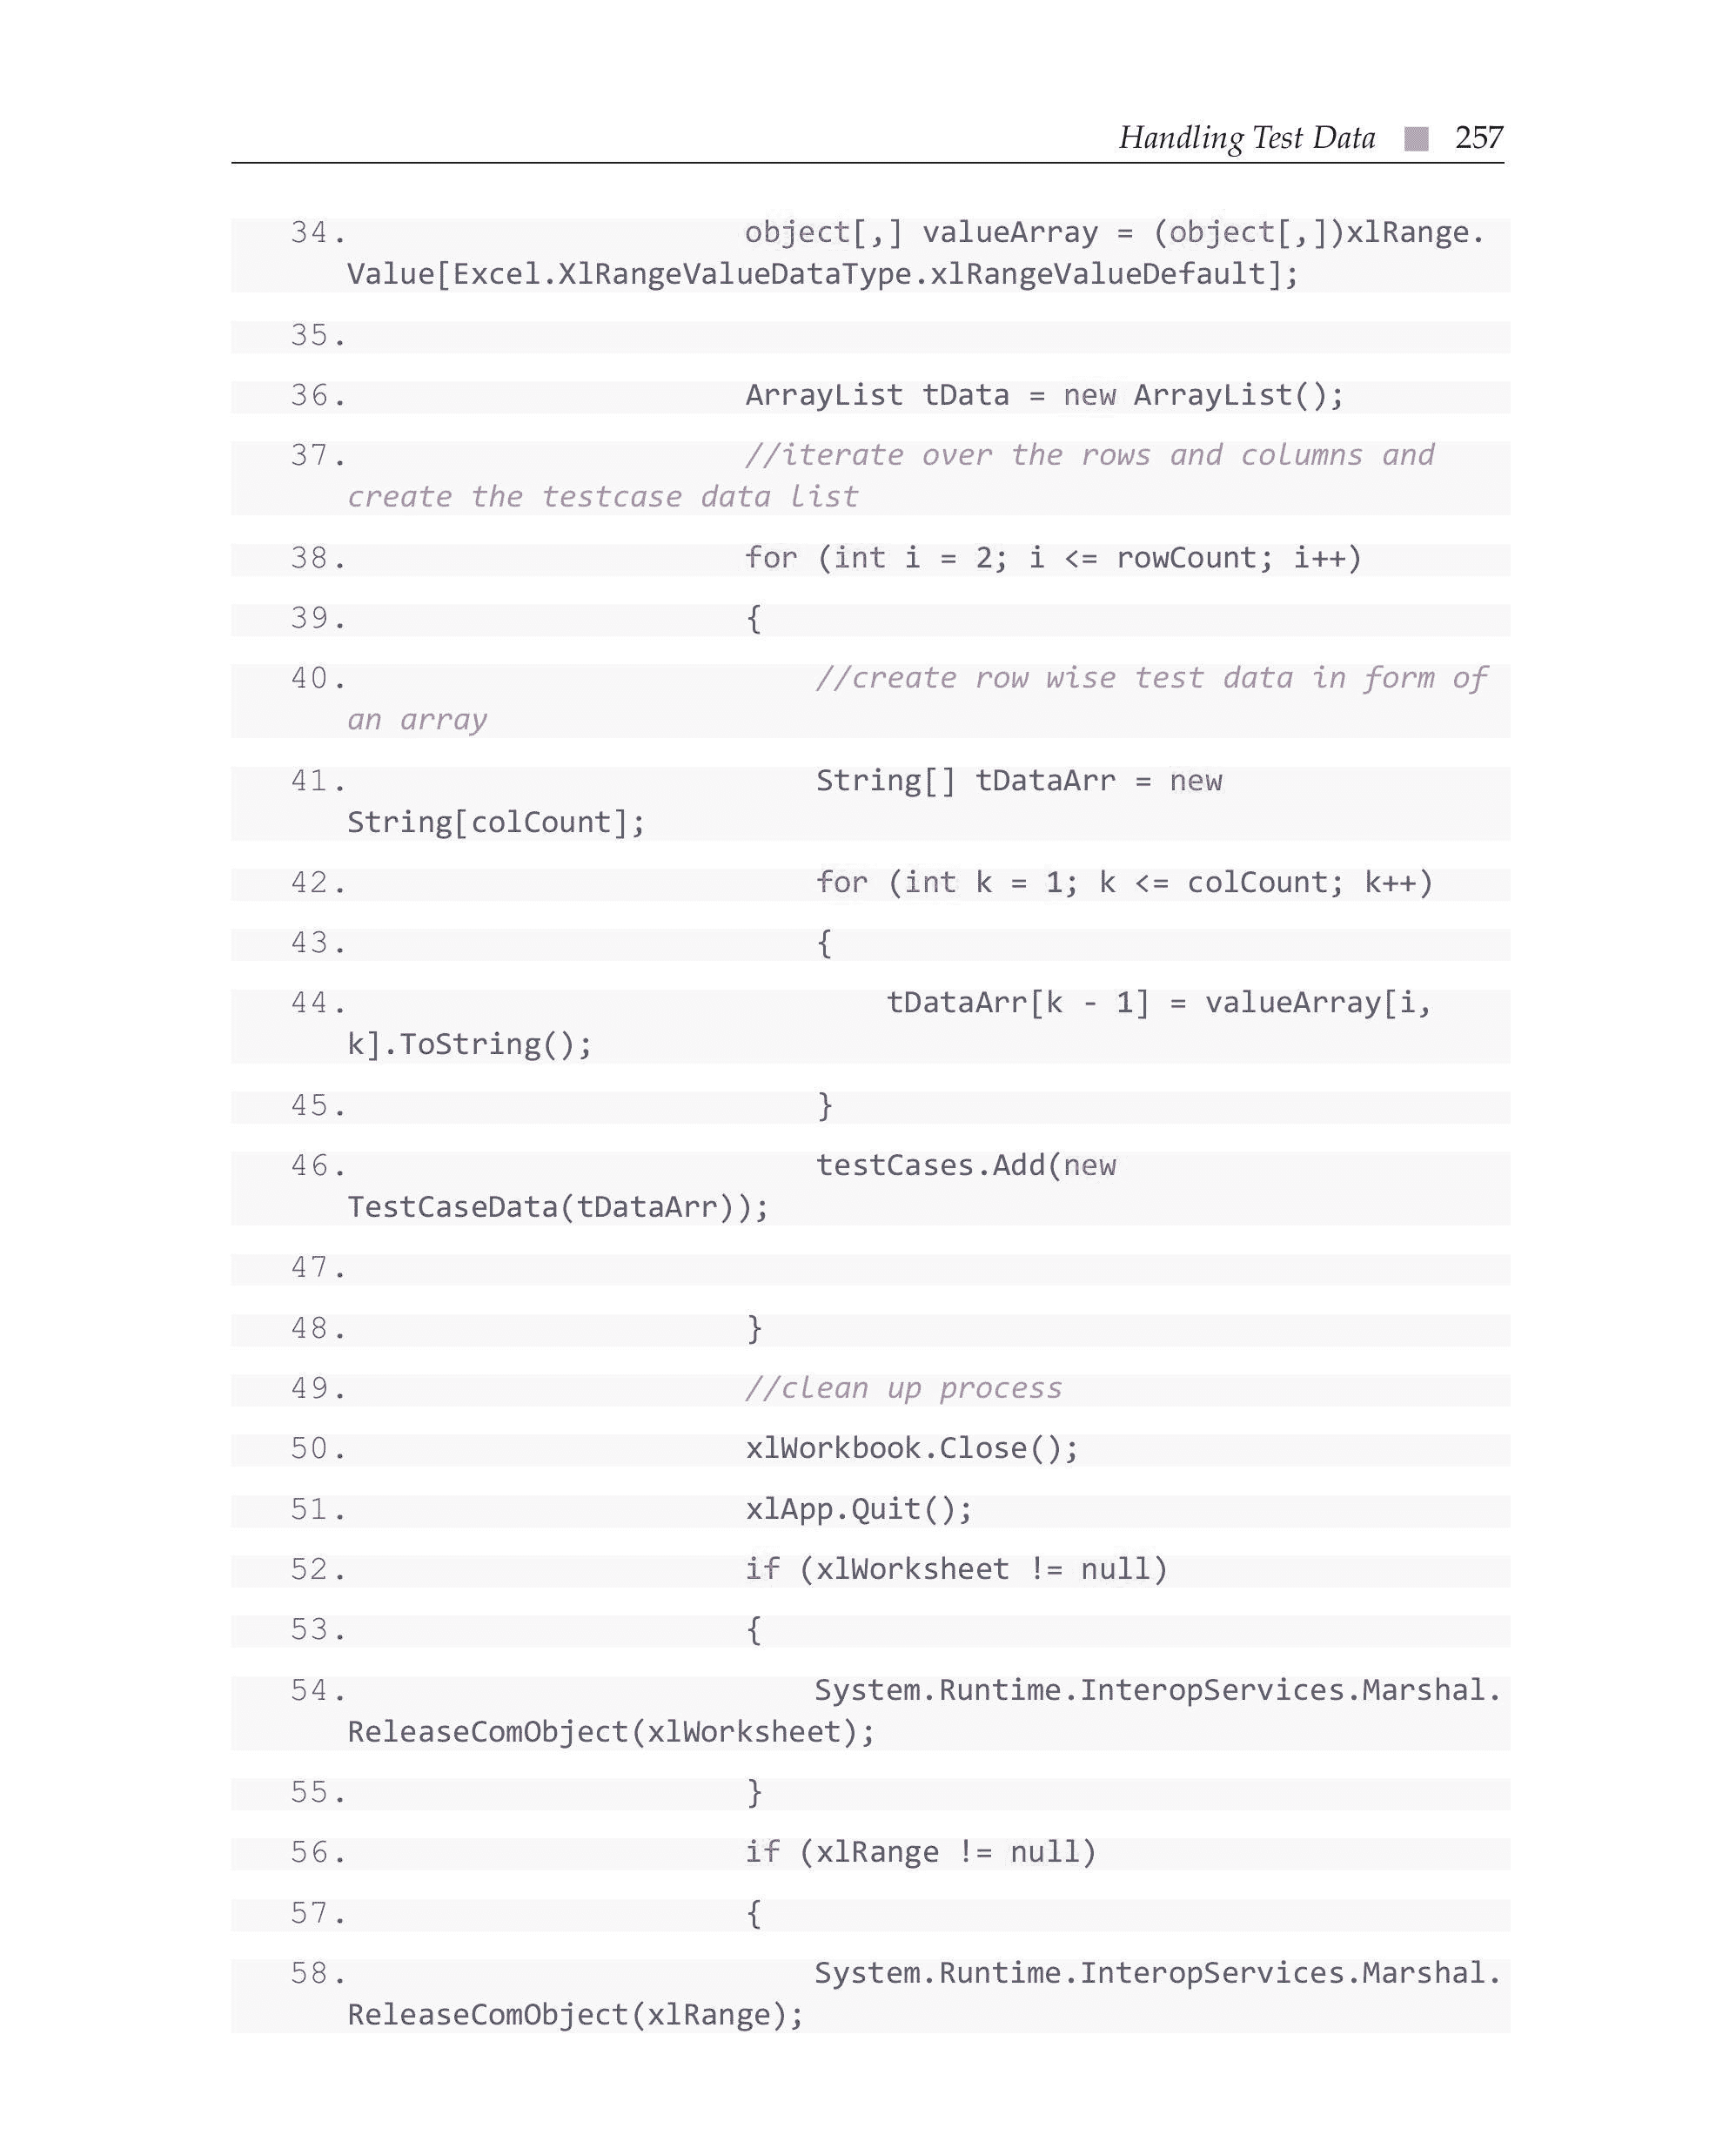 Handling Test Data 257
34. object[,] valueArray = (object[,])xlRange.
Value[Excel.XlRangeValueDataType.xlRangeValueDefault];
35.
36. ArrayList tData = new ArrayList();
37. //iterate over the rows and columns and
create the testcase data list
38. for (int i = 2; i <= rowCount; i++)
39. {
40. //create row wise test data in form of
an array
41. String[] tDataArr = new
String[colCount];
42. for (int k = 1; k <= colCount; k++)
43. {
44. tDataArr[k - 1] = valueArray[i,
k].ToString();
45. }
46. testCases.Add(new
TestCaseData(tDataArr));
47.
48. }
49. //clean up process
50. xlWorkbook.Close();
51. xlApp.Quit();
52. if (xlWorksheet != null)
53. {
54. System.Runtime.InteropServices.Marshal.
ReleaseComObject(xlWorksheet);
55. }
56. if (xlRange != null)
57. {
58. System.Runtime.InteropServices.Marshal.
ReleaseComObject(xlRange);